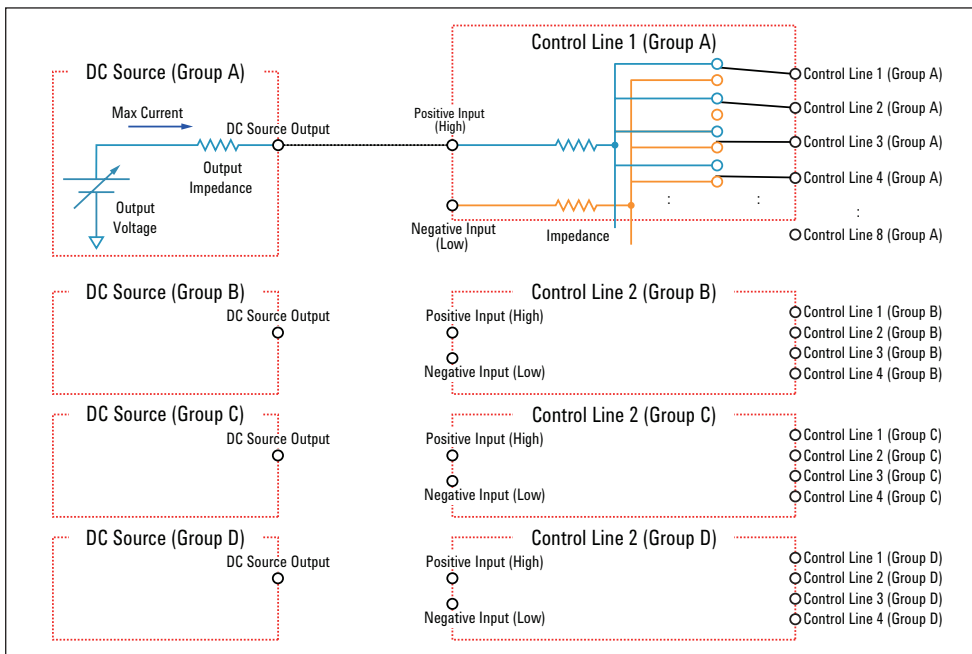 Control Line 1 (Group A)
DC Source (Group A)
Max Current
DC Source Output
Output
Impedance
Output
Voltage
Positive Input
(High)
Negative Input
(Low)
Impedance
Control Line 1 (Group A)
Control Line 2 (Group A)
Control Line 3 (Group A)
Control Line 4 (Group A)
:
:
:
Control Line 8 (Group A)
DC Source (Group B)
DC Source Output
Control Line 2 (Group B)
Positive Input (High)
Negative Input (Low)
Control Line 1 (Group B)
Control Line 2 (Group B)
Control Line 3 (Group B)
Control Line 4 (Group B)
DC Source (Group C)
DC Source Output
Control Line 2 (Group C)
Positive Input (High)
Negative Input (Low)
Control Line 1 (Group C)
Control Line 2 (Group C)
Control Line 3 (Group C)
Control Line 4 (Group C)
DC Source (Group D)
DC Source Output
Control Line 2 (Group D)
Positive Input (High)
Negative Input (Low)
Control Line 1 (Group D)
Control Line 2 (Group D)
Control Line 3 (Group D)
Control Line 4 (Group D)